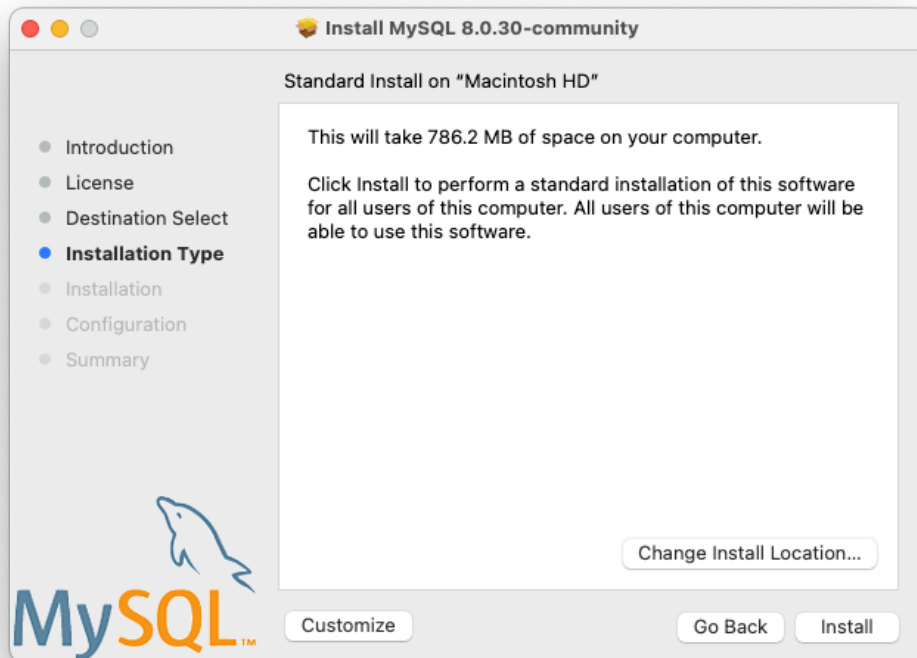 Install MySQL 8.0.30-community
Standard Install on “Macintosh HD”
Introduction
License
Destination Select
Installation Type
Installation
Configuration
Summary
This will take 786.2 MB of space on your computer.
Click Install to perform a standard installation of this software
for all users of this computer. All users of this computer will be
able to use this software.
Change Install Location...
MySQL™
Customize
Go Back
Install